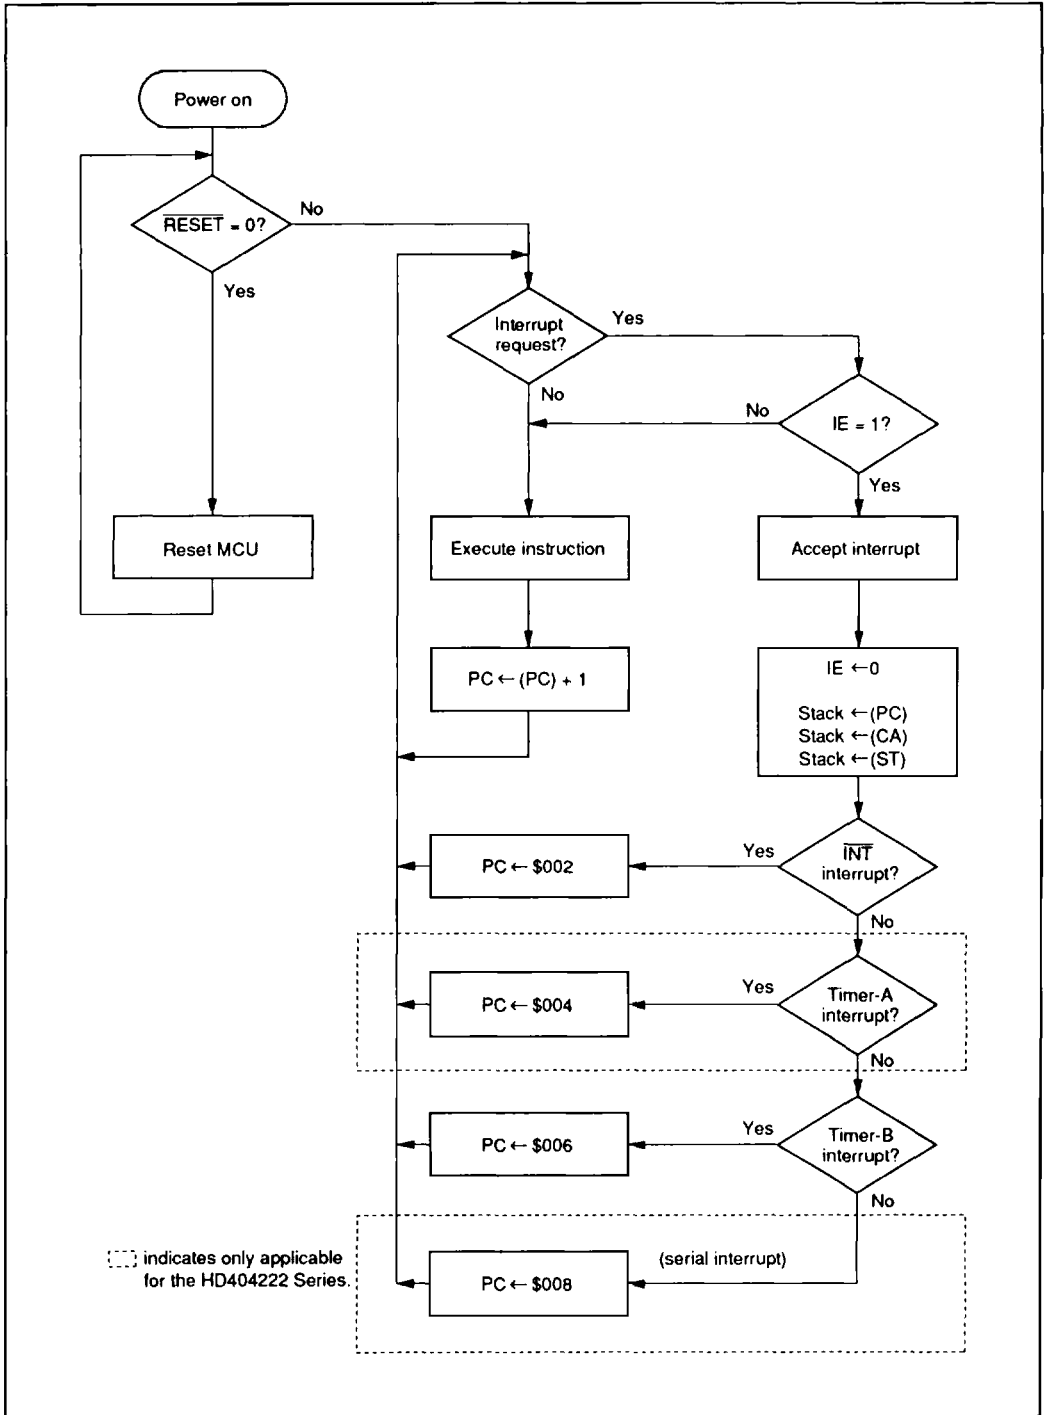 Power on
RESET = 0?
No
Yes
Interrupt
request?
Yes
No
IE = 1?
No
Yes
Reset MCU
Execute instruction
Accept interrupt
PC ← (PC) + 1
IE ←0
Stack ←(PC)
Stack ←(CA)
Stack ←(ST)
PC ← $002
Yes
INT
interrupt?
No
PC ← $004
Yes
Timer-A
interrupt?
No
PC ← $006
Yes
Timer-B
interrupt?
No
indicates only applicable
for the HD404222 Series.
(serial interrupt)
PC ← $008